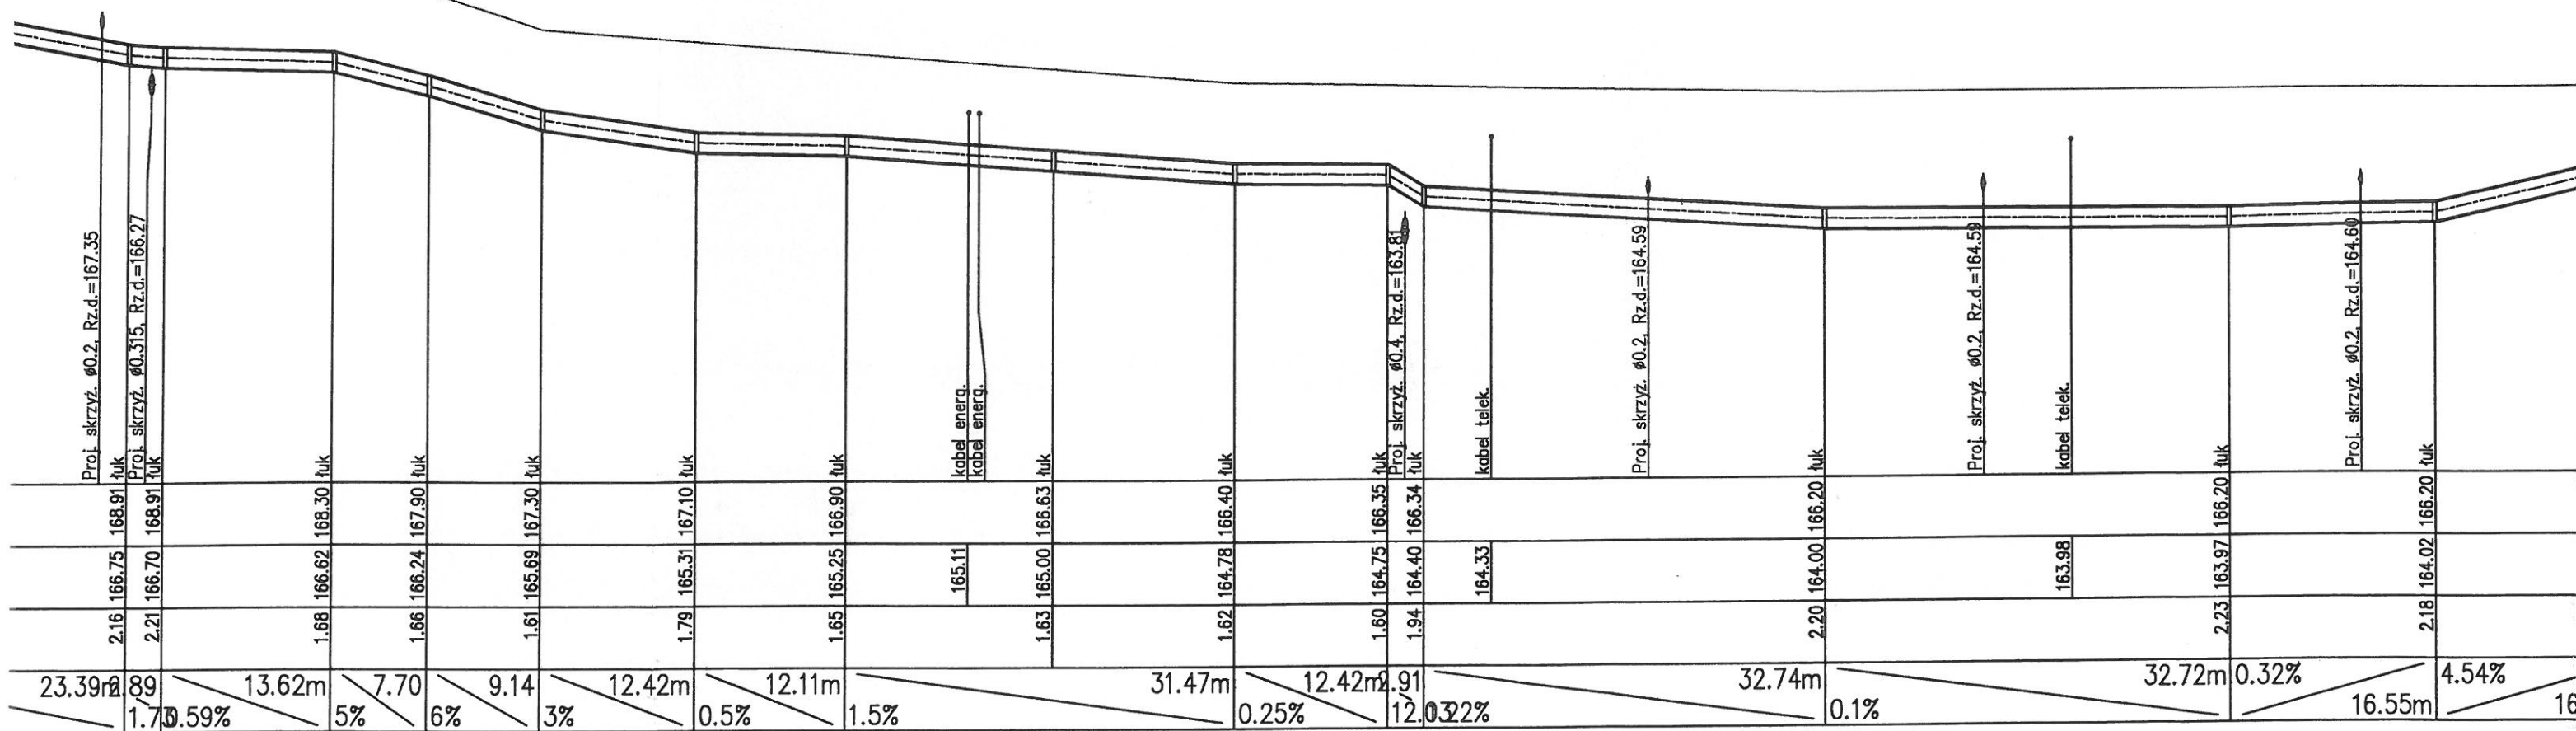 Proj. skrzyż. ø0.2, Rz.d.=167.35
łuk
Proj. skrzyż. ø0.315, Rz.d.=166.27
łuk
łuk
łuk
łuk
łuk
łuk
kabel energ.
kabel energ.
łuk
łuk
łuk
Proj. skrzyż. ø0.4, Rz.d.=163.81
łuk
kabel telek.
Proj. skrzyż. ø0.2, Rz.d.=164.59
łuk
Proj. skrzyż. ø0.2, Rz.d.=164.59
kabel telek.
łuk
Proj. skrzyż. ø0.2, Rz.d.=164.60
łuk
168.91 168.91 168.30 167.90 167.30 167.10 166.90 166.63 166.40 166.35 166.34 166.20 166.20 166.20
166.75 166.70 166.62 166.24 165.69 165.31 165.25 165.11 165.00 164.78 164.75 164.40 164.33 164.00 163.98 163.97 164.02
2.16 2.21 1.68 1.66 1.61 1.79 1.65 1.63 1.62 1.60 1.94 2.20 2.23 2.18
23.39m 2.89 13.62m 7.70 9.14 12.42m 12.11m 31.47m 12.42m 2.91 32.74m 32.72m 0.32% 4.54%
1.73 0.59% 5% 6% 3% 0.5% 1.5% 0.25% 1.22% 0.1% 16.55m 16